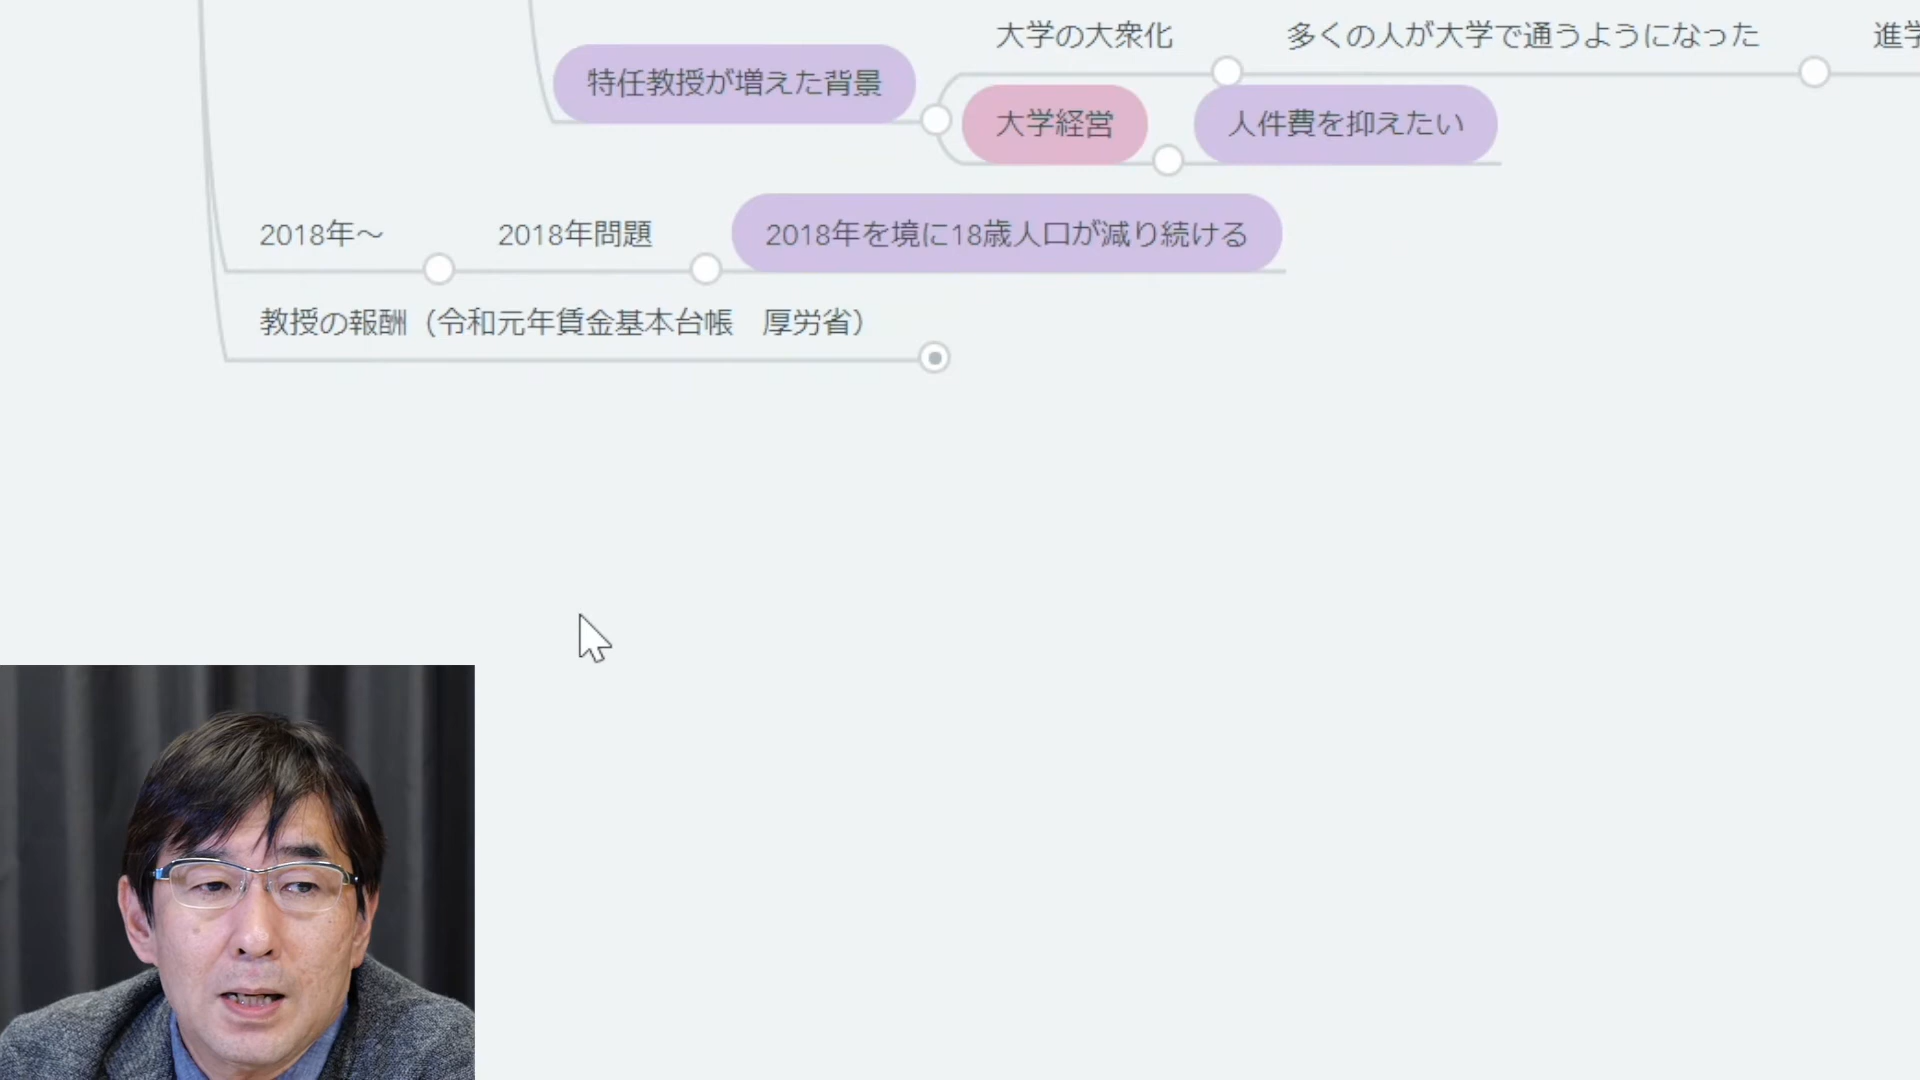 大学の大衆化
多くの人が大学で通うようになった
進学
特任教授が増えた背景
大学経営
人件費を抑えたい
2018年～
2018年問題
2018年を境に18歳人口が減り続ける
教授の報酬（令和元年賃金基本台帳　厚労省）